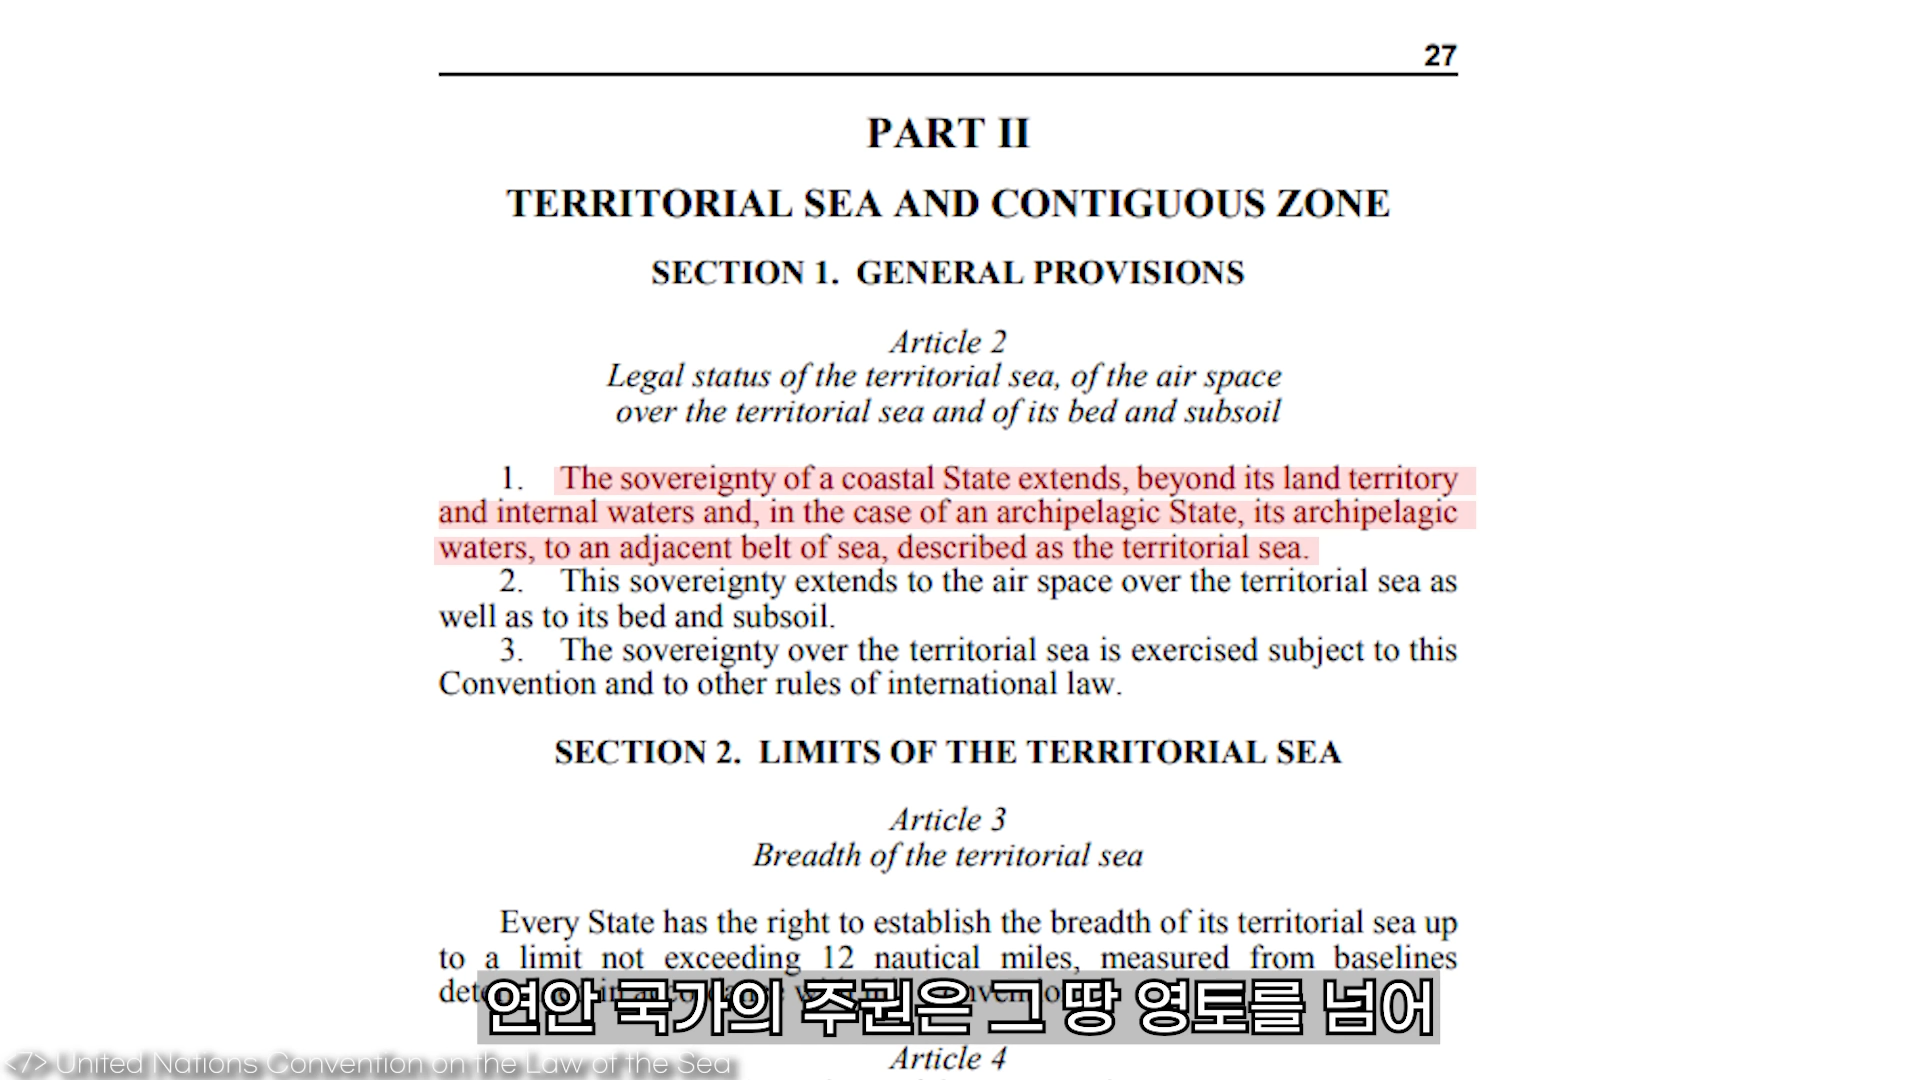 27
PART II
TERRITORIAL SEA AND CONTIGUOUS ZONE
SECTION 1. GENERAL PROVISIONS
Article 2
Legal status of the territorial sea, of the air space
over the territorial sea and of its bed and subsoil
1. The sovereignty of a coastal State extends, beyond its land territory
and internal waters and, in the case of an archipelagic State, its archipelagic
waters, to an adjacent belt of sea, described as the territorial sea.
2. This sovereignty extends to the air space over the territorial sea as
well as to its bed and subsoil.
3. The sovereignty over the territorial sea is exercised subject to this
Convention and to other rules of international law.
SECTION 2. LIMITS OF THE TERRITORIAL SEA
Article 3
Breadth of the territorial sea
Every State has the right to establish the breadth of its territorial sea up
to a limit not exceeding 12 nautical miles, measured from baselines
연안 국가의 주권은 그 땅 영토를 넘어
<7> United Nations Convention on the Law of the Sea
Article 4